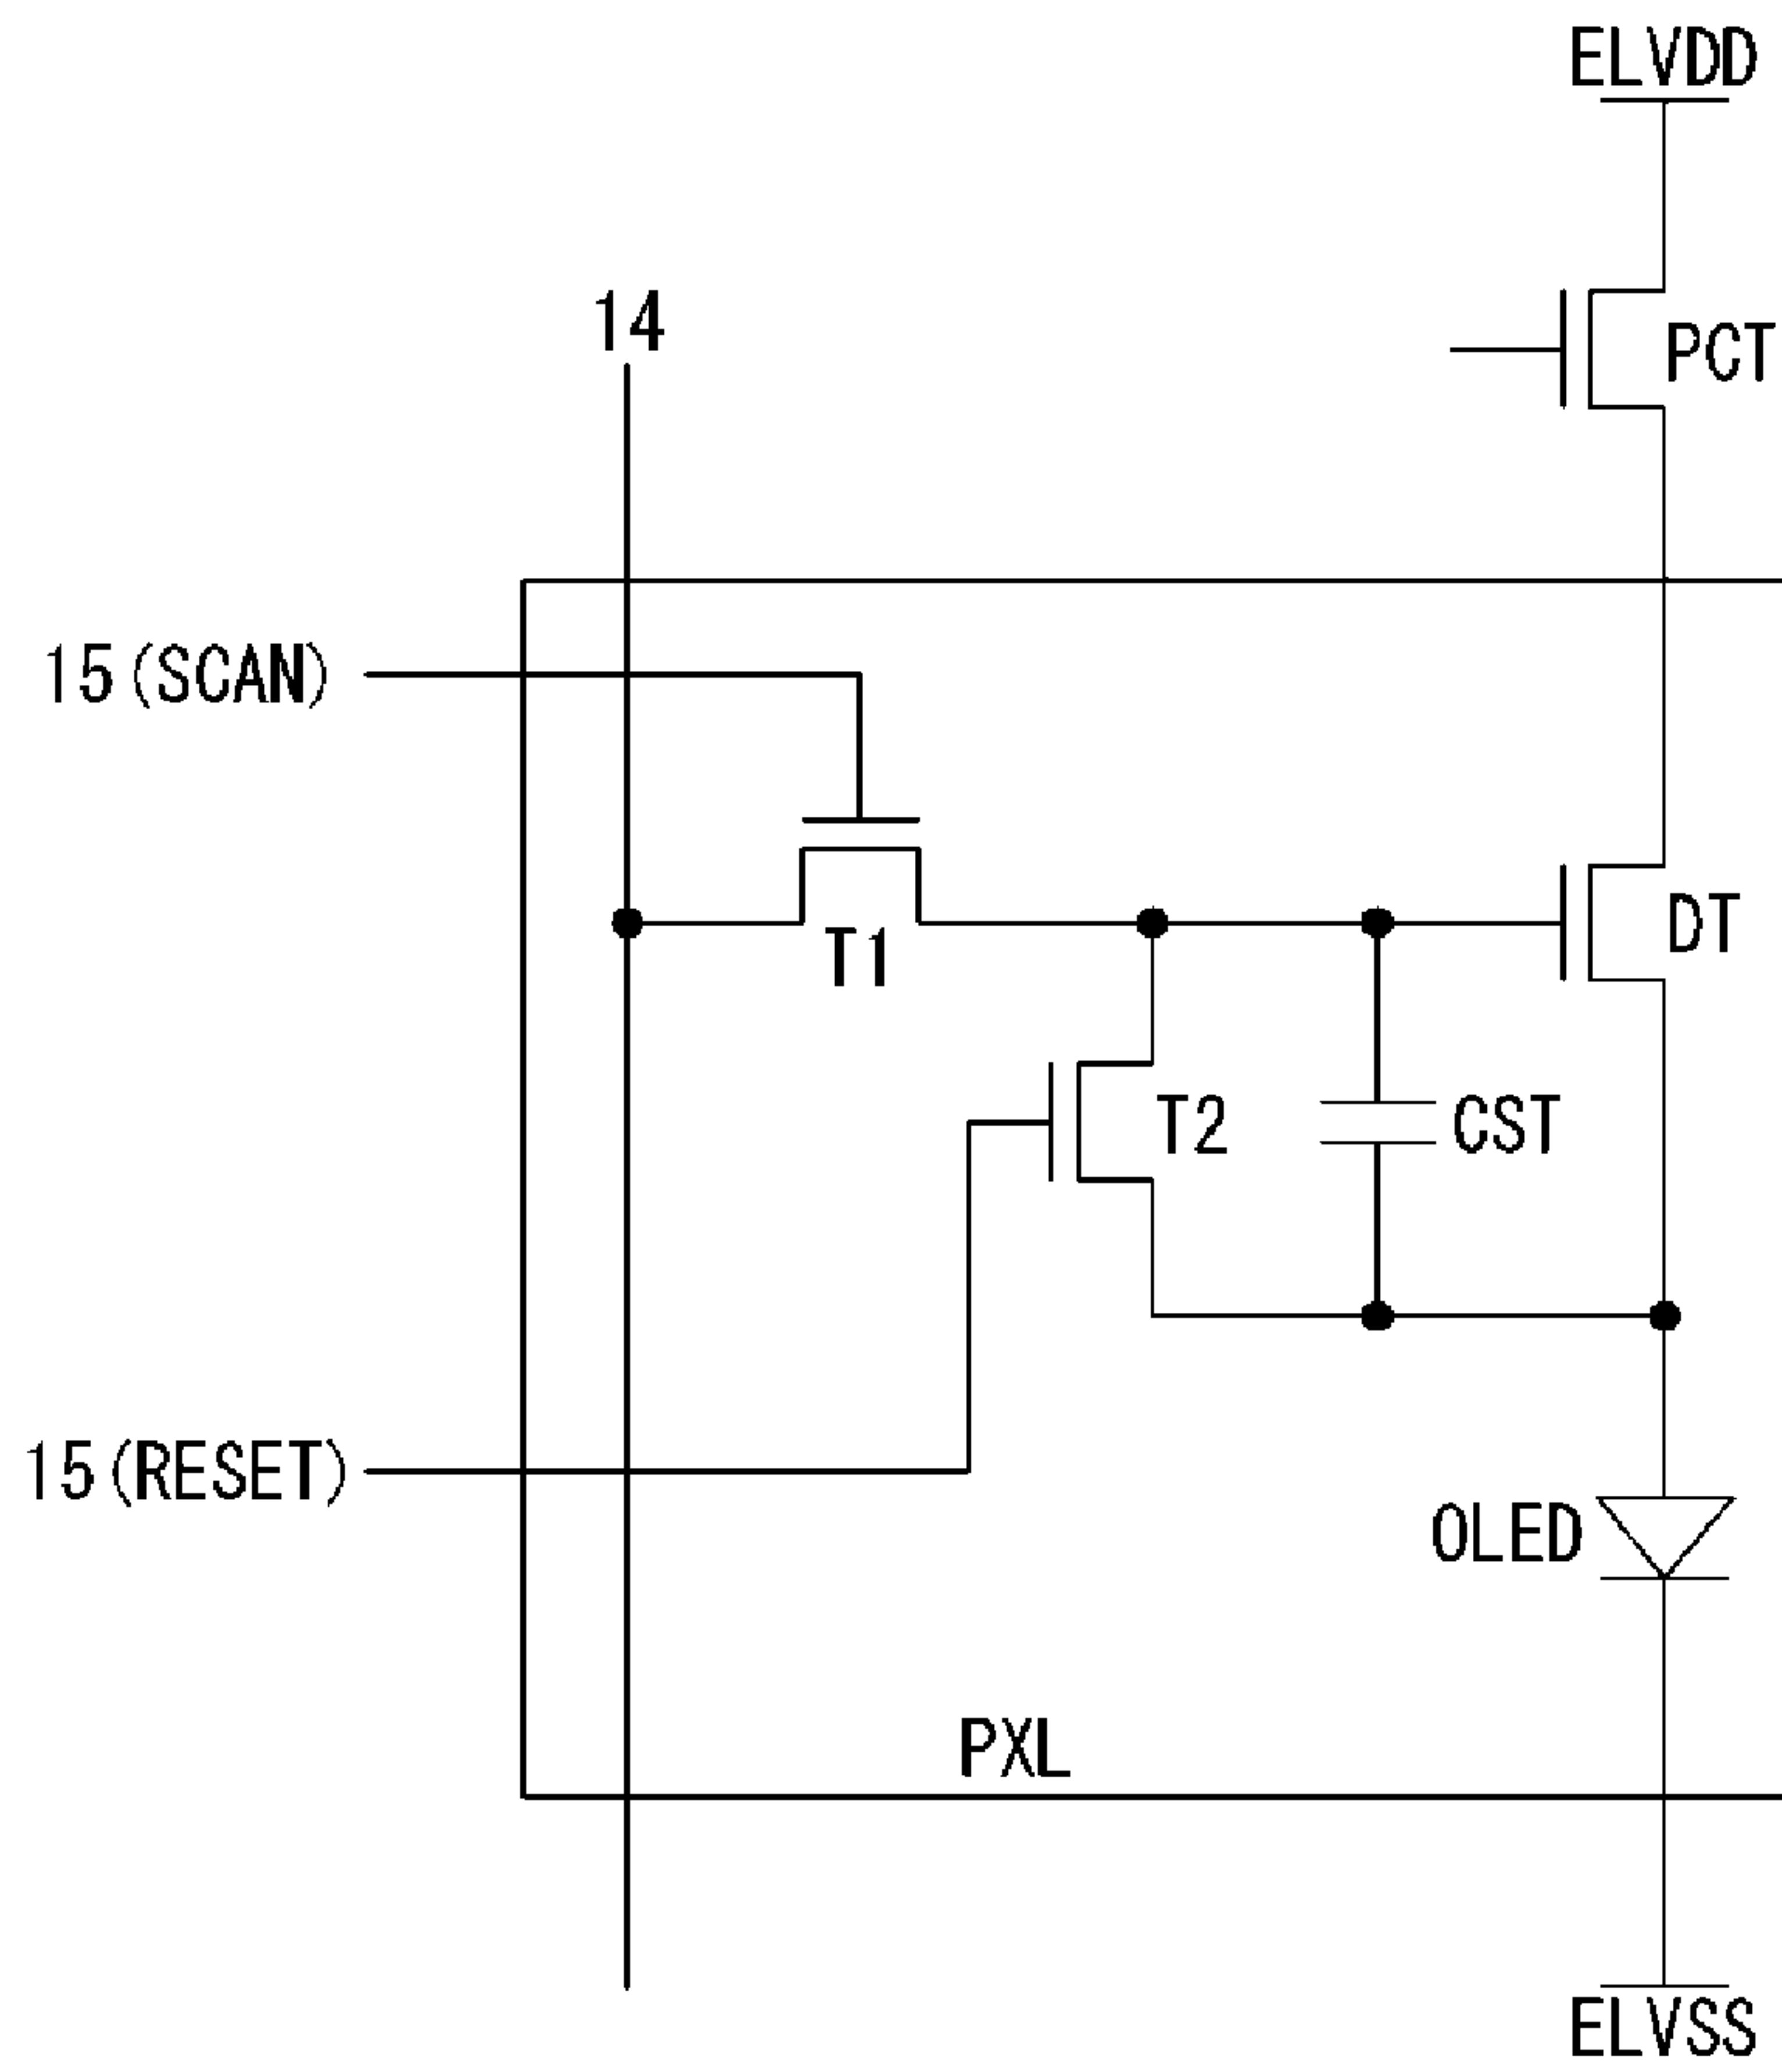 ELVDD
14
PCT
15(SCAN)
DT
T1
T2
CST
15(RESET)
OLED
PXL
ELVSS